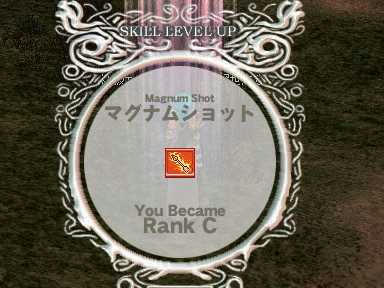 SKILL LEVEL UP
Magnum Shot
マグナムショット
You Became
Rank C